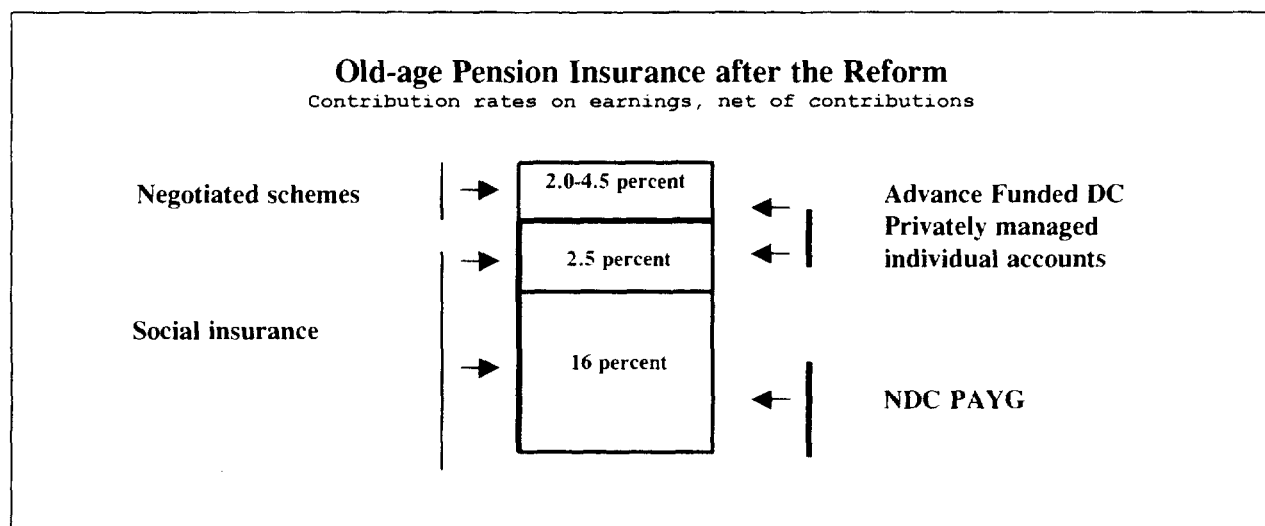 Old-age Pension Insurance after the Reform
Contribution rates on earnings, net of contributions
Negotiated schemes
2.0-4.5 percent
Advance Funded DC
Privately managed
individual accounts
2.5 percent
Social insurance
16 percent
NDC PAYG